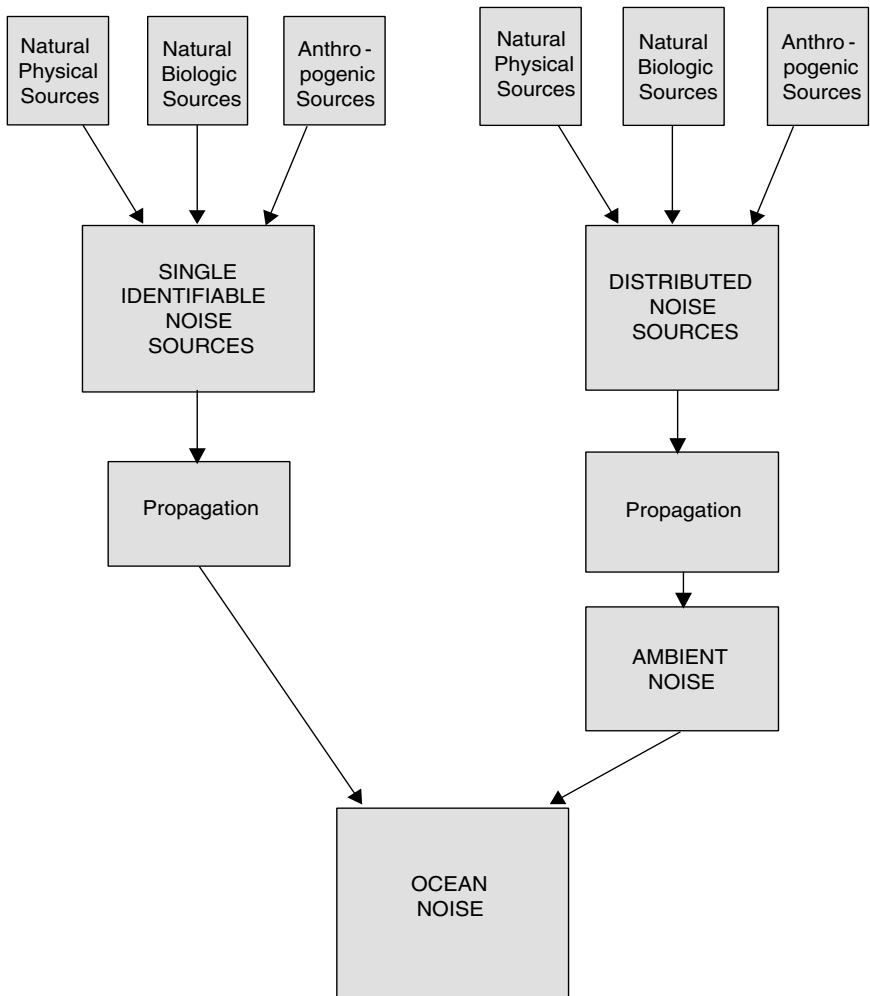 Natural
Physical
Sources
Natural
Biologic
Sources
Anthro -
pogenic
Sources
Natural
Physical
Sources
Natural
Biologic
Sources
Anthro -
pogenic
Sources
SINGLE
IDENTIFIABLE
NOISE
SOURCES
DISTRIBUTED
NOISE
SOURCES
Propagation
Propagation
AMBIENT
NOISE
OCEAN
NOISE